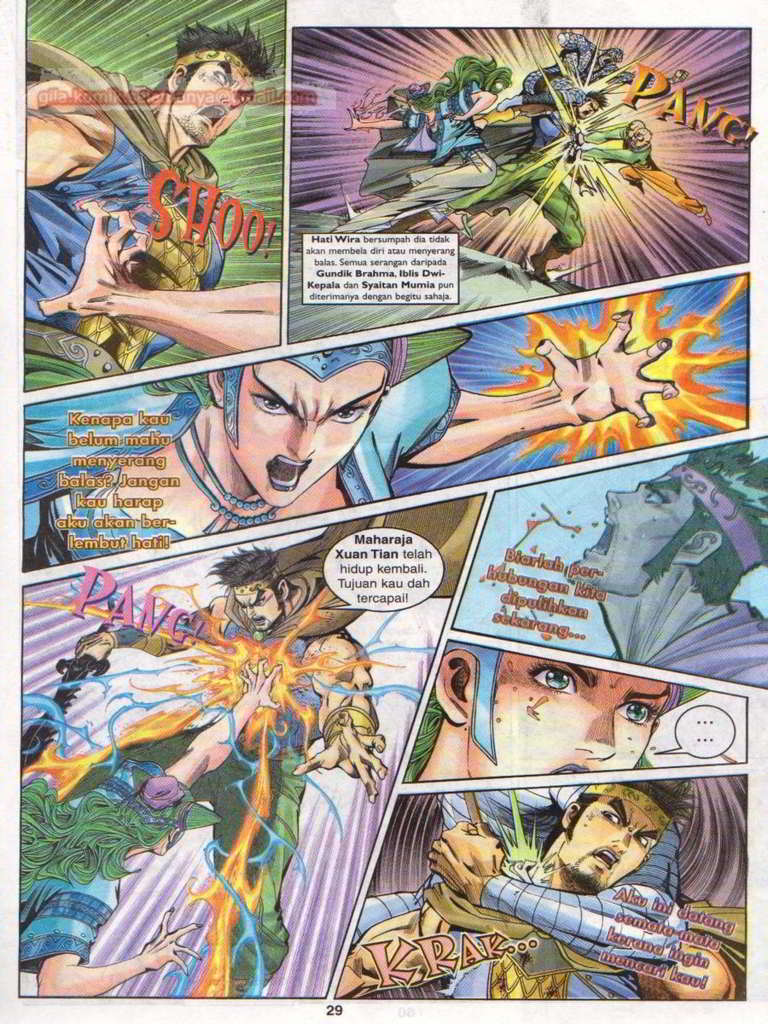 SHOO!
PANG!
Hati Wira bersumpah dia tidak
akan membela diri atau menyerang
balas. Semua serangan daripada
Gundik Brahma, Iblis Dwi-
Kepala dan Syaitan Mumia pun
diterimanya dengan begitu sahaja.
Kenapa kau
belum mahu
menyerang
balas? Jangan
kau harap
aku akan ber-
lembut hati!
Biarlah per-
hubungan kita
dipulihkan
sekarang...
PANG!
Maharaja
Xuan Tian telah
hidup kembali.
Tujuan kau dah
tercapai!
...
...
KRAK...
Aku ini datang
semata-mata
kerana ingin
mencari kau!
29